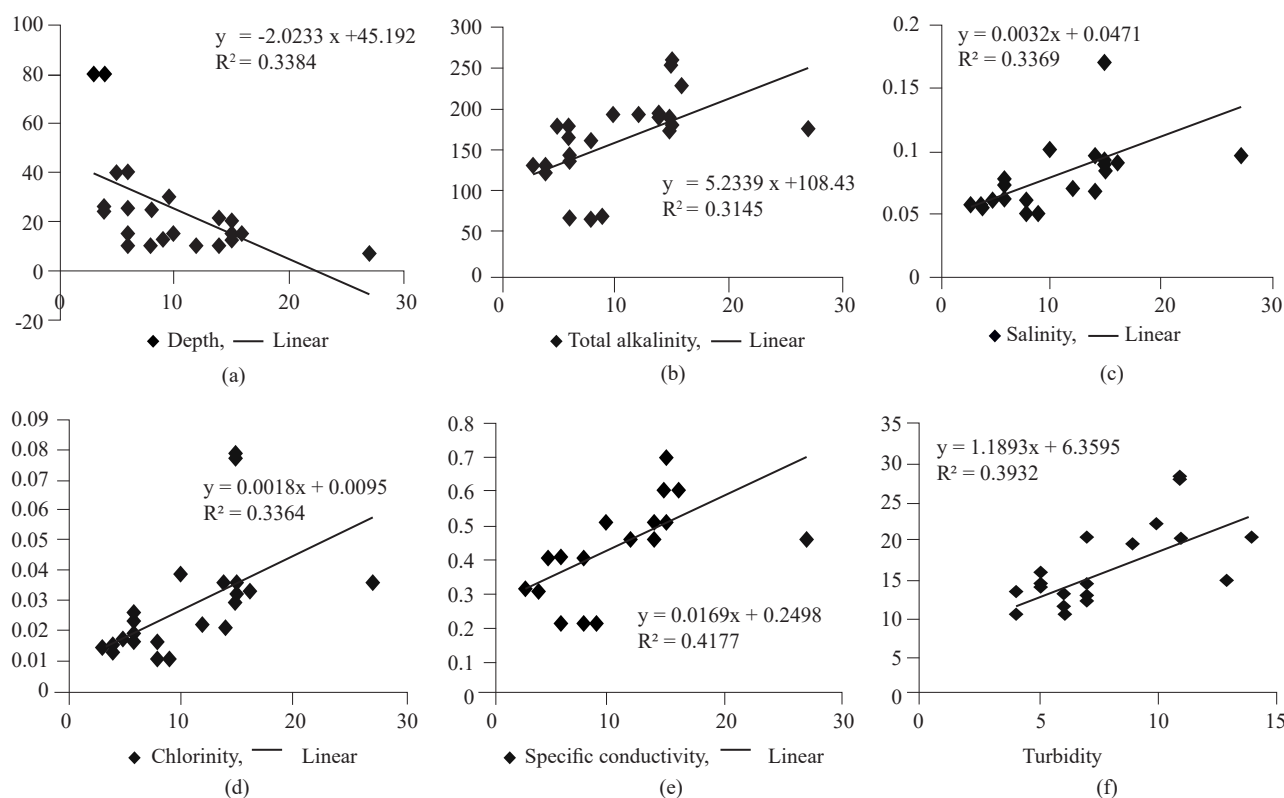 100
80
60
40
20
0
-20
0
10
20
30
y = -2.0233 x +45.192
R² = 0.3384
Depth, Linear
(a)
300
250
200
150
100
50
0
0
10
20
30
y = 5.2339 x +108.43
R² = 0.3145
Total alkalinity, Linear
(b)
0.2
0.15
0.1
0.05
0
0
10
20
30
y = 0.0032x + 0.0471
R² = 0.3369
Salinity, Linear
(c)
0.09
0.08
0.07
0.06
0.05
0.04
0.03
0.02
0.01
0
0
10
20
30
y = 0.0018x + 0.0095
R² = 0.3364
Chlorinity, Linear
(d)
0.8
0.7
0.6
0.5
0.4
0.3
0.2
0.1
0
0
10
20
30
y = 0.0169x + 0.2498
R² = 0.4177
Specific conductivity, Linear
(e)
35
30
25
20
15
10
5
0
0
5
10
15
y = 1.1893x + 6.3595
R² = 0.3932
Turbidity
(f)